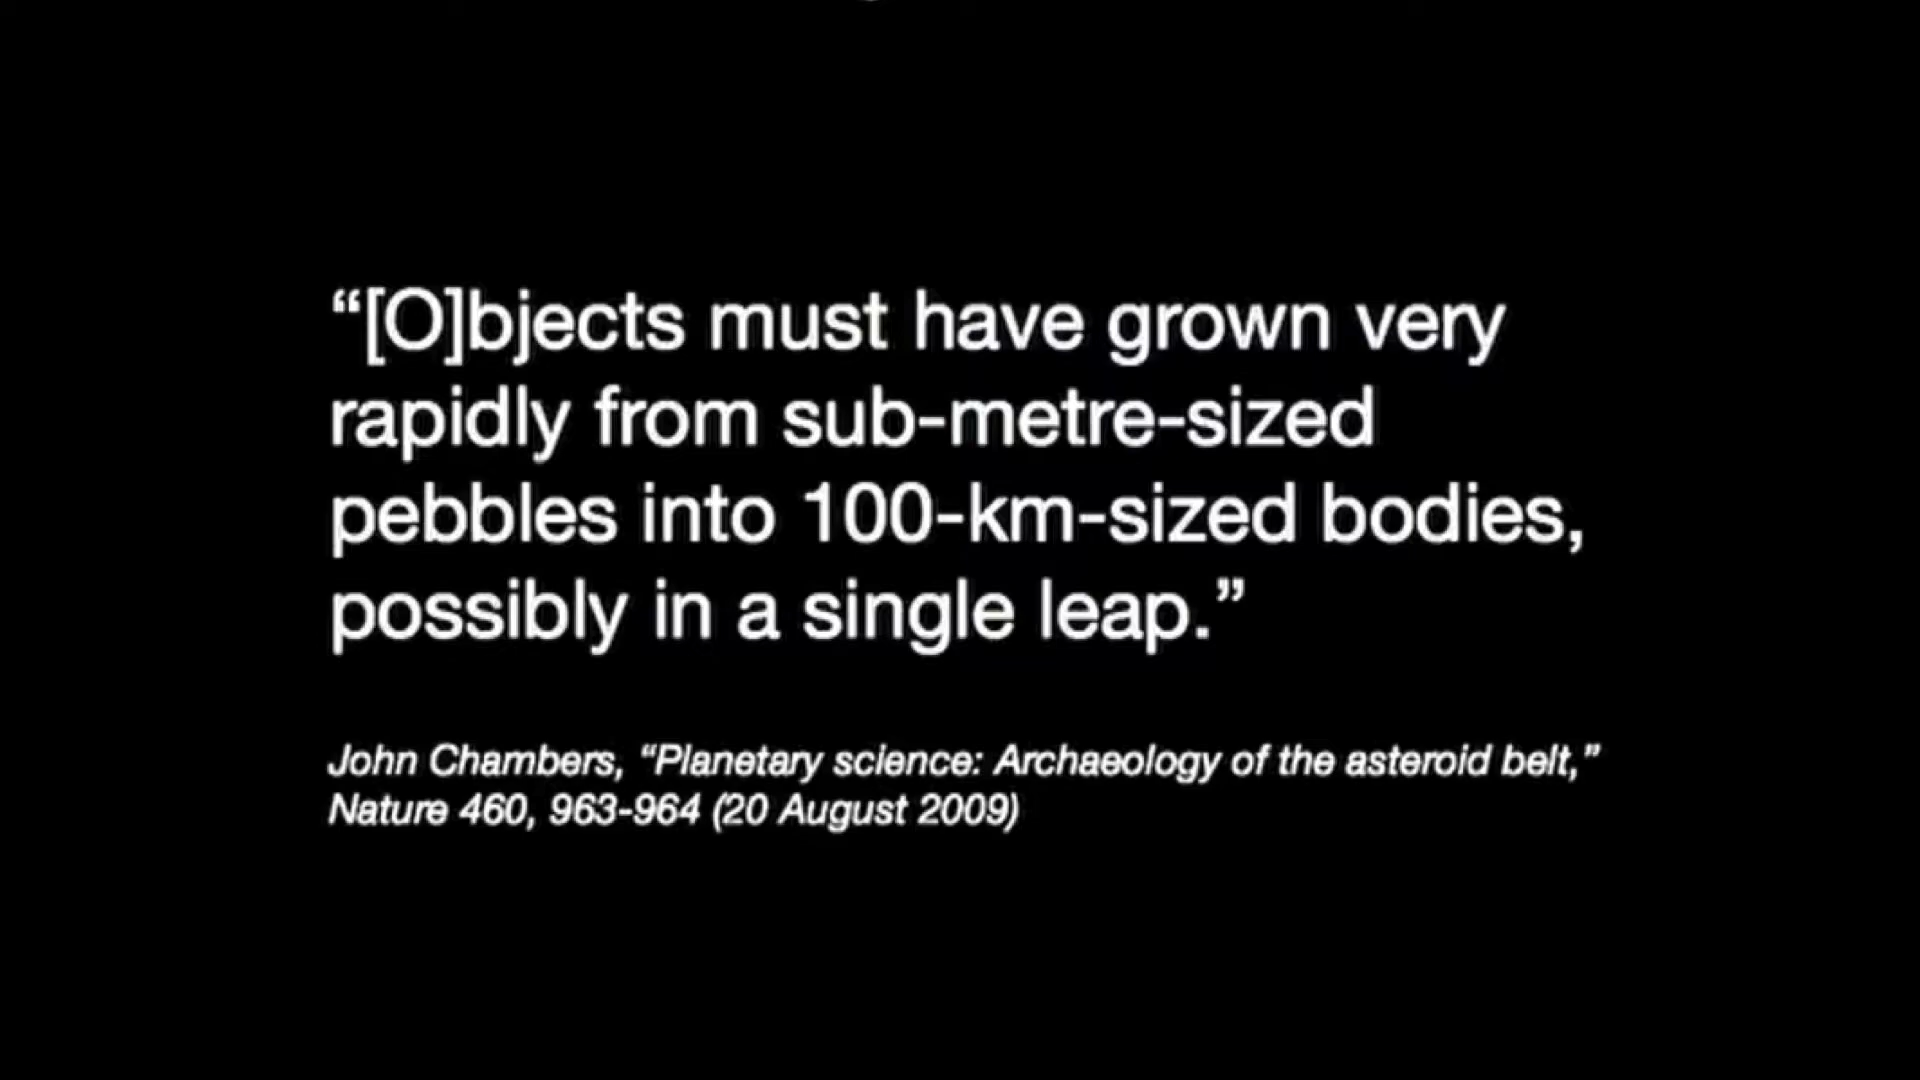 “[O]bjects must have grown very
rapidly from sub-metre-sized
pebbles into 100-km-sized bodies,
possibly in a single leap.”
John Chambers, “Planetary science: Archaeology of the asteroid belt,”
Nature 460, 963-964 (20 August 2009)